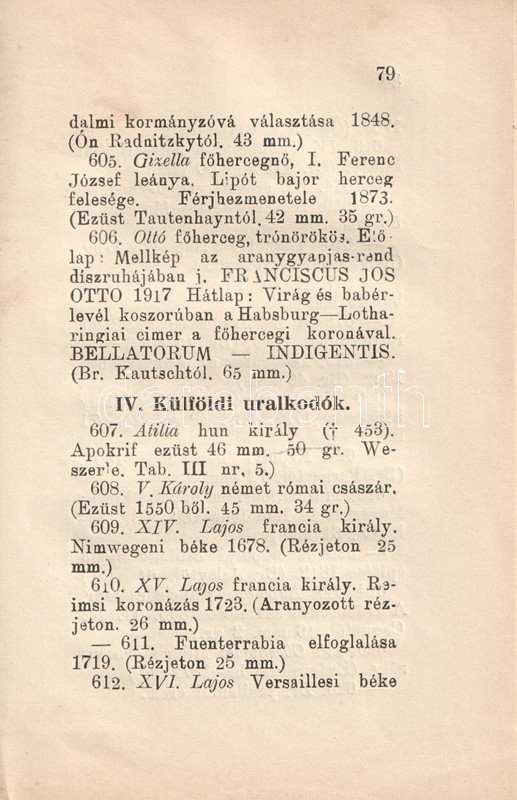 79
dalmi kormányzóvá választása 1848.
(Ón Radnitzkytól. 43 mm.)
605. Gizella főhercegnő, I. Ferenc
József leánya, Lipót bajor herceg
felesége. Férjhezmenetele 1873.
(Ezüst Tautenhayntól. 42 mm. 35 gr.)
606. Ottó főherceg, trónörökös. Elő-
lap: Mellkép az aranygyapjas-rend
díszruhájában j. FRANCISCUS JOS
OTTO 1917 Hátlap: Virág és babér-
levél koszorúban a Habsburg—Lotha-
ringiai cimer a főhercegi koronával.
BELLATORUM — INDIGENTIS.
(Br. Kautschtól. 65 mm.)
darabanth
IV. Külföldi uralkodók.
607. Atilla hun király († 453).
Apokrif ezüst 46 mm. 50 gr. We-
szerle. Tab. III nr. 5.)
608. V. Károly német római császár.
(Ezüst 1550 ből. 45 mm. 34 gr.)
609. XIV. Lajos francia király.
Nimwegeni béke 1678. (Rézjeton 25
mm.)
610. XV. Lajos francia király. Re-
imsi koronázás 1723. (Aranyozott réz-
jeton. 26 mm.)
— 611. Fuenterrabia elfoglalása
1719. (Rézjeton 25 mm.)
612. XVI. Lajos Versaillesi béke